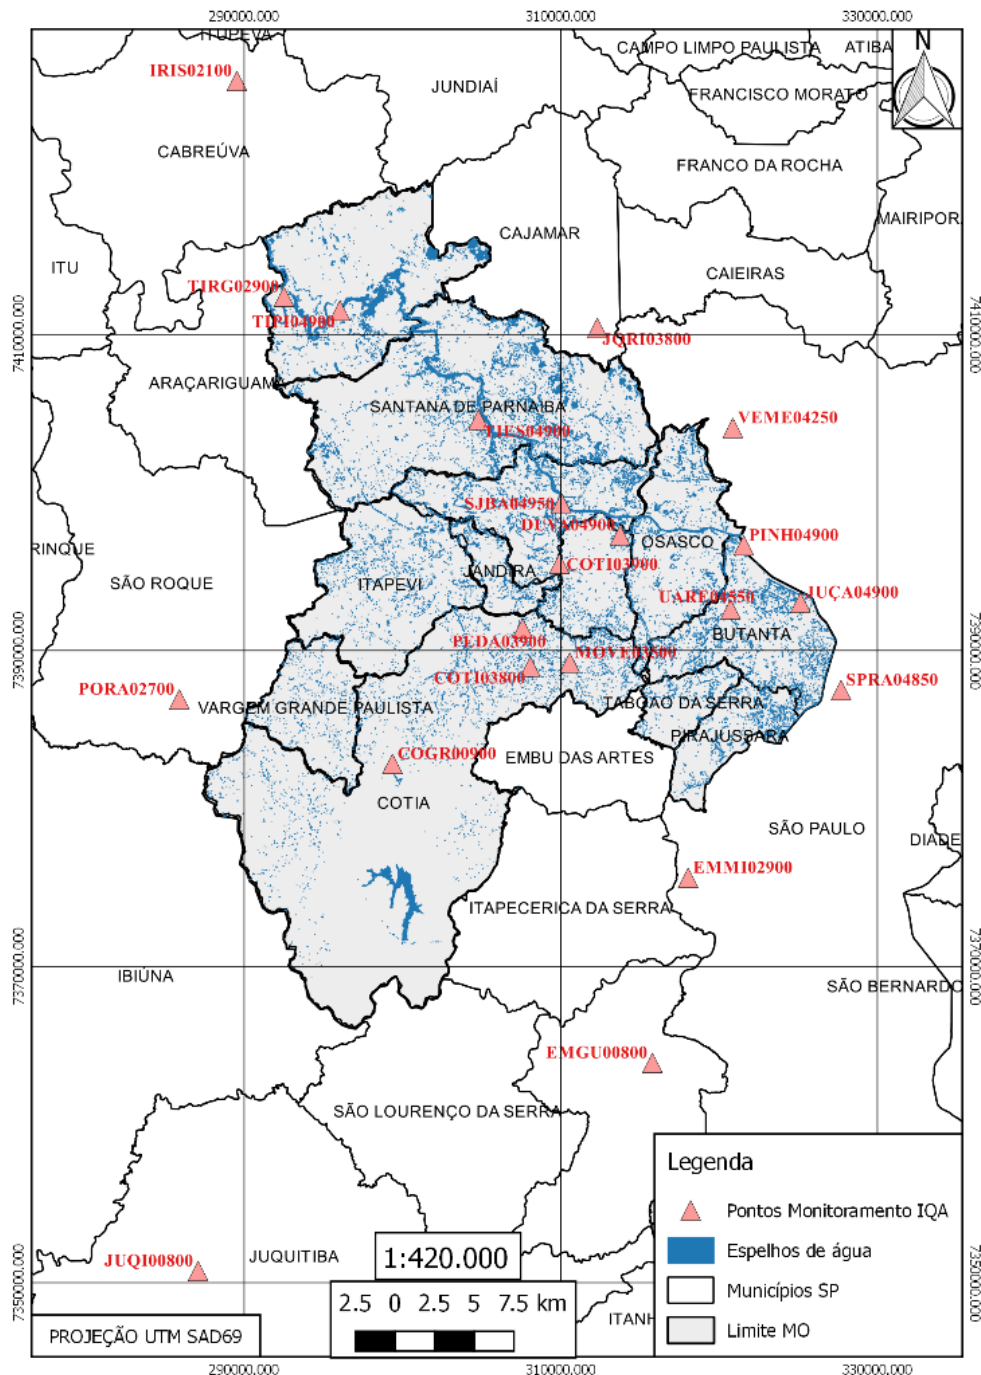 290000.000
310000.000
330000.000
ITUPEVA
CAMPO LIMPO PAULISTA
ATIBA
N
IRIS02100
JUNDIAÍ
FRANCISCO MORATO
CABREÚVA
FRANCO DA ROCHA
MAIRIPOR
CAJAMAR
ITU
CAIEIRAS
TIRG02900
TIPI04900
7410000.000
7410000.000
JQRI03800
ARAÇARIGUAMA
SANTANA DE PARNAÍBA
VEME04250
TIES04900
SJBA04950
DUVA04900
OSASCO
PINH04900
RINQUE
SÃO ROQUE
ITAPEVI
JANDIRA
COTI03900
UARE04550
JUÇA04900
BUTANTA
PEDA03900
MOVE03500
7390000.000
7390000.000
COTI03800
SPRA04850
PORA02700
VARGEM GRANDE PAULISTA
TABOÃO DA SERRA
PIRAJUSSARA
COGR00900
EMBU DAS ARTES
COTIA
SÃO PAULO
DIADE
EMMI02900
ITAPECERICA DA SERRA
7370000.000
7370000.000
IBIÚNA
SÃO BERNARDO
EMGU00800
SÃO LOURENÇO DA SERRA
Legenda
Pontos Monitoramento IQA
Espelhos de água
Municípios SP
Limite MO
JUQI00800
JUQUITIBA
1:420.000
7350000.000
7350000.000
2.5 0 2.5 5 7.5 km
ITANH
PROJEÇÃO UTM SAD69
290000.000
310000.000
330000.000